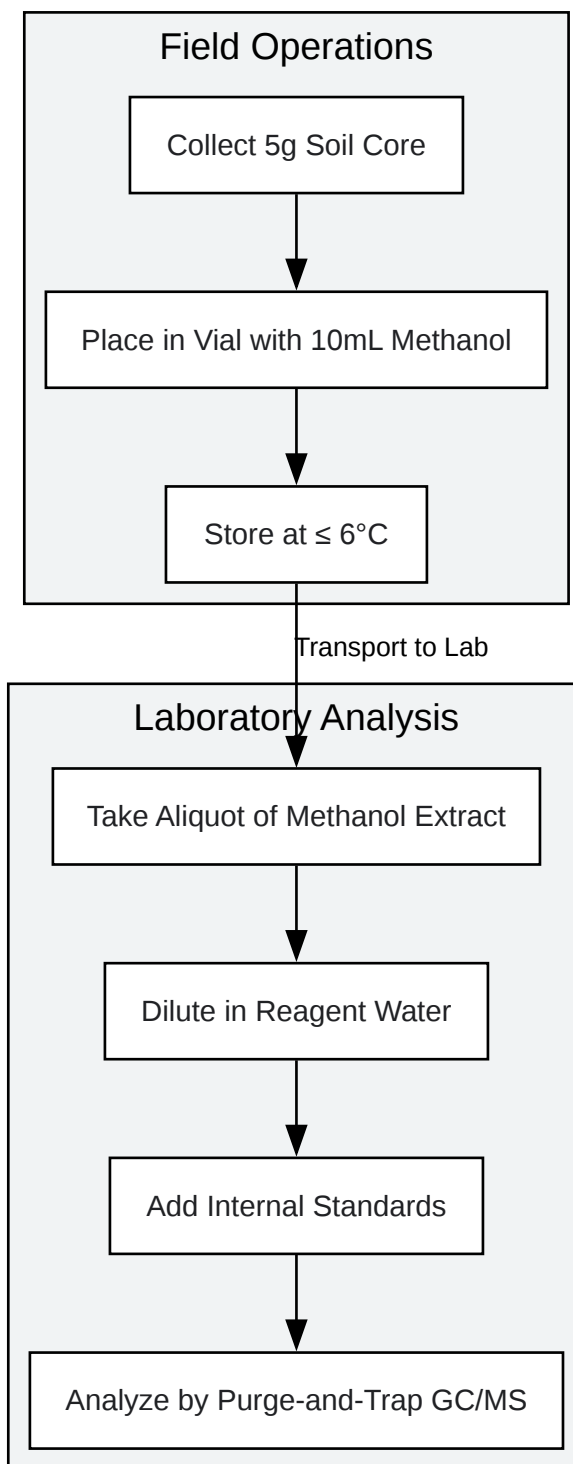 Field Operations
Collect 5g Soil Core
Place in Vial with 10mL Methanol
Store at ≤ 6°C
Transport to Lab
Laboratory Analysis
Take Aliquot of Methanol Extract
Dilute in Reagent Water
Add Internal Standards
Analyze by Purge-and-Trap GC/MS